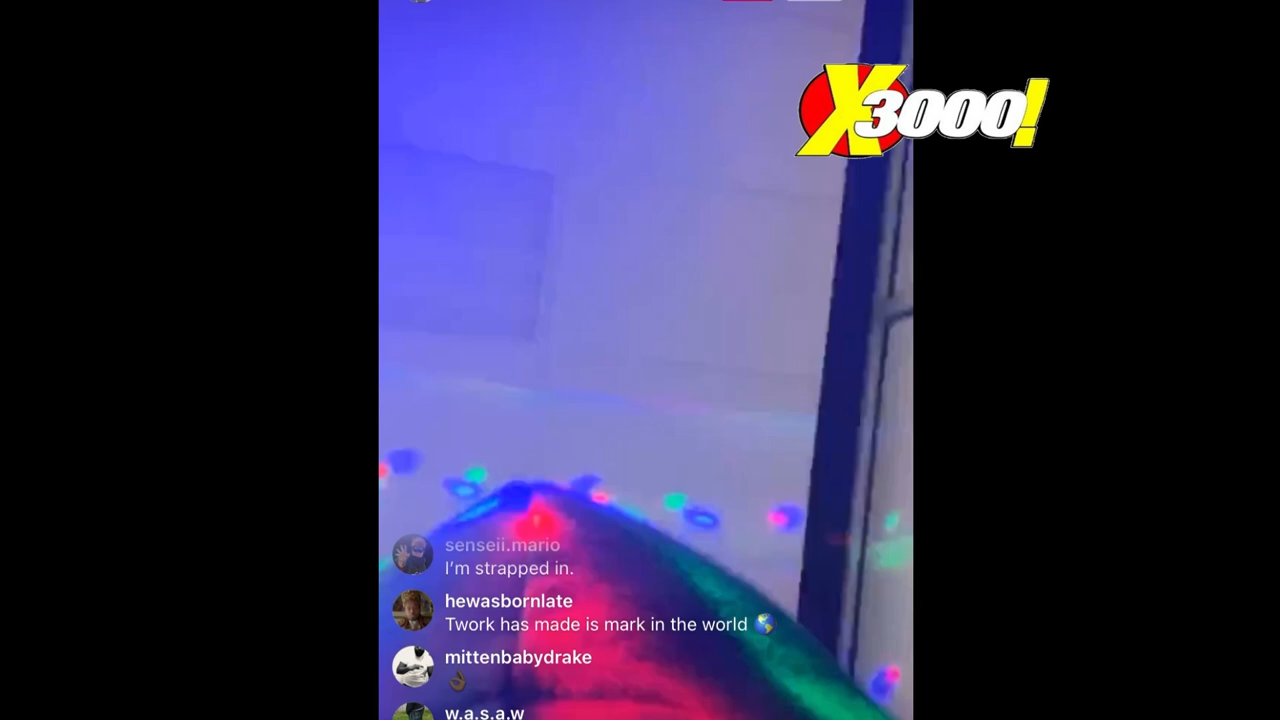 X3000!
senseii.mario
I'm strapped in.
hewasbornlate
Twork has made is mark in the world 🌎
mittenbabydrake
👌🏿
w.a.s.a.w